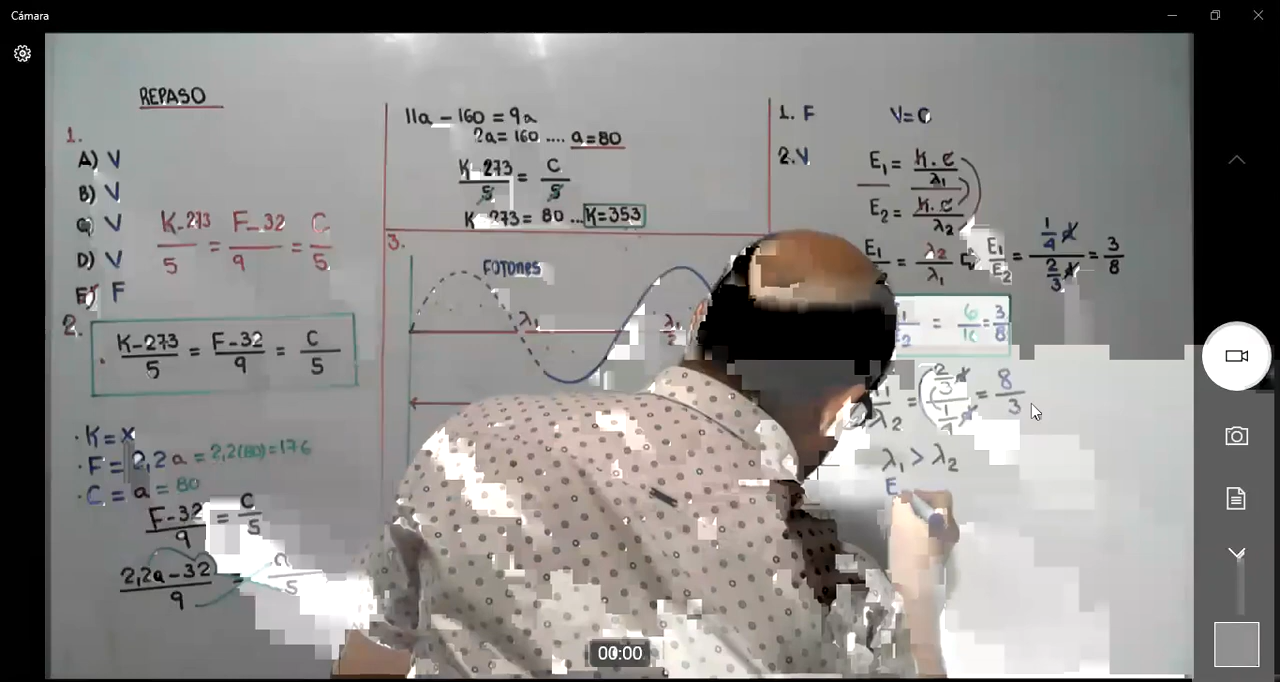 Cámara
REPASO
1.
A) V
B) V
C) V
D) V
E) F
K-273/5 = F-32/9 = C/5
2.
K-273/5 = F-32/9 = C/5
· K = x
· F = 2,2a = 2,2(80) = 176
· C = a = 80
F-32/9 = C/5
2,2a-32/9 = a/5
11a - 160 = 9a
2a = 160 .... a = 80
K-273/5 = C/5
K-273 = 80 ... K=353
3.
FOTONES
λ₁
λ/2
1. F
V=C
2. V
E₁ = K.C/λ₁
E₂ = K.C/λ₂
= λ₂/λ₁
E₁/E₂ = 1/4 / 2/3 = 3/8
= 6/16 = 3/8
λ₂ = = 8/3
λ₁ > λ₂
E
00:00